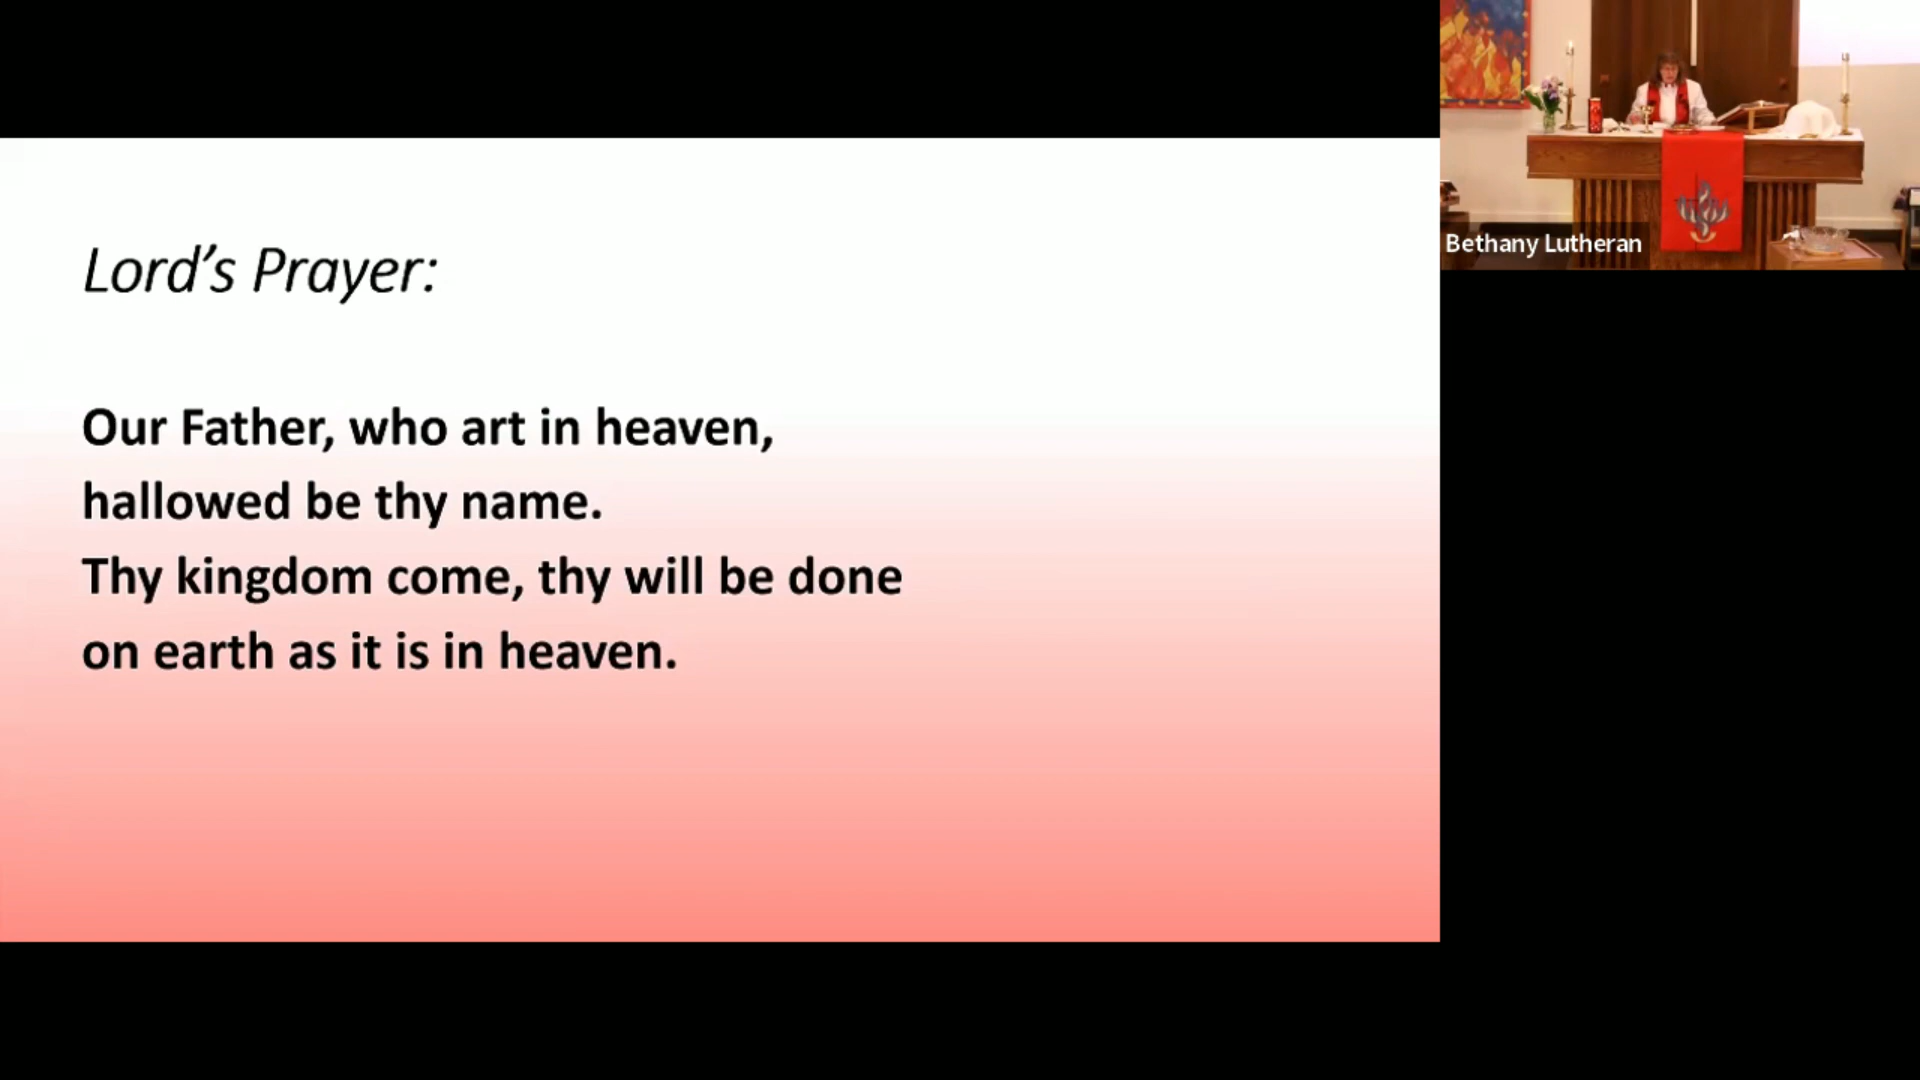 Lord's Prayer:
Our Father, who art in heaven,
hallowed be thy name.
Thy kingdom come, thy will be done
on earth as it is in heaven.
Bethany Lutheran